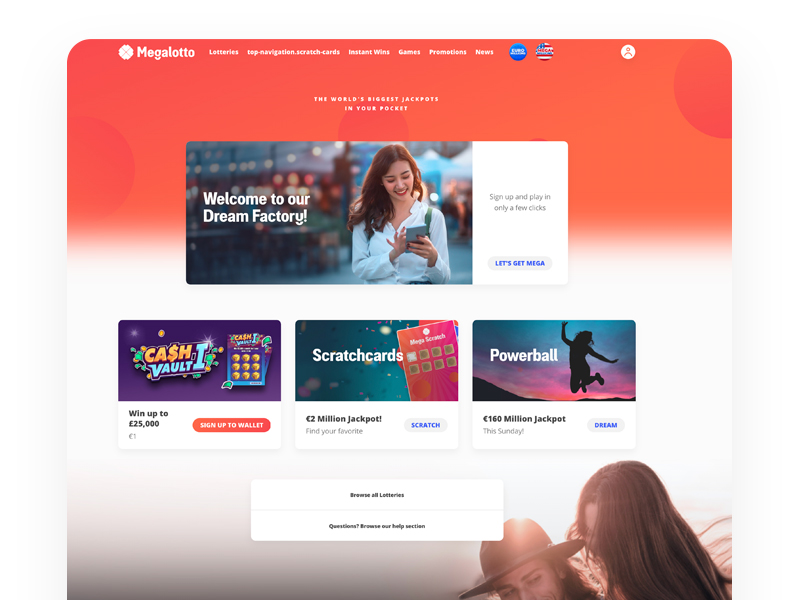 Megalotto
Lotteries
top-navigation.scratch-cards
Instant Wins
Games
Promotions
News
EURO
THE WORLD'S BIGGEST JACKPOTS
IN YOUR POCKET
Welcome to our
Dream Factory!
Sign up and play in
only a few clicks
LET'S GET MEGA
CA$H
VAULT I
CASH
VAULT I
Scratchcards
Mega Scratch
Powerball
Win up to
£25,000
€1
SIGN UP TO WALLET
€2 Million Jackpot!
Find your favorite
SCRATCH
€160 Million Jackpot
This Sunday!
DREAM
Browse all Lotteries
Questions? Browse our help section